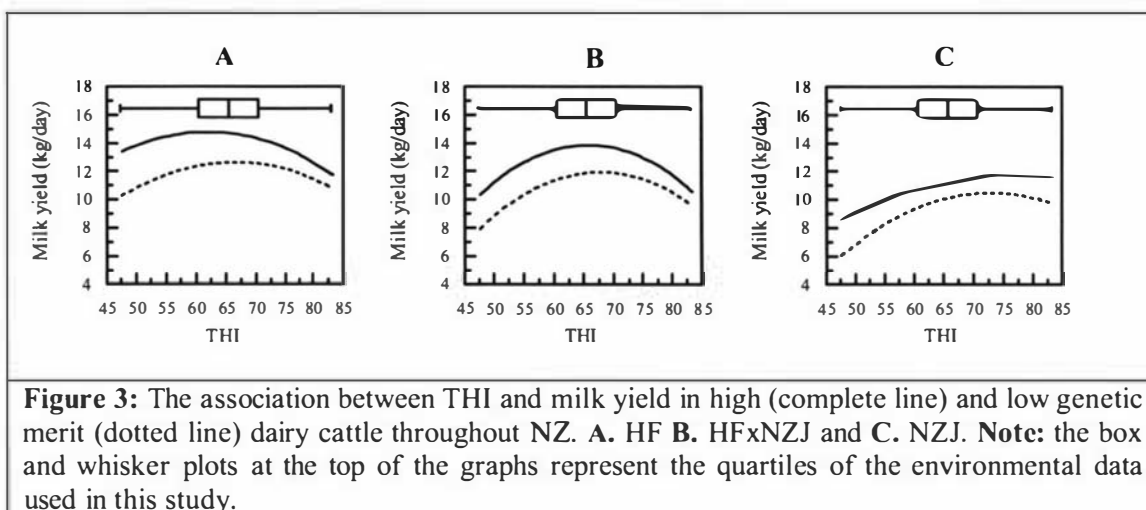 A B C
18 18 18
16 16 16
14 14 14
12 12 12
10 10 10
8 8 8
6 6 6
4 4 4
Milk yield (kg/day) Milk yield (kg/day) Milk yield (kg/day)
45 50 55 60 65 70 75 80 85 45 50 55 60 65 70 75 80 85 45 50 55 60 65 70 75 80 85
THI THI THI
Figure 3: The association between THI and milk yield in high (complete line) and low genetic
merit (dotted line) dairy cattle throughout NZ. A. HF B. HFxNZJ and C. NZJ. Note: the box
and whisker plots at the top of the graphs represent the quartiles of the environmental data
used in this study.